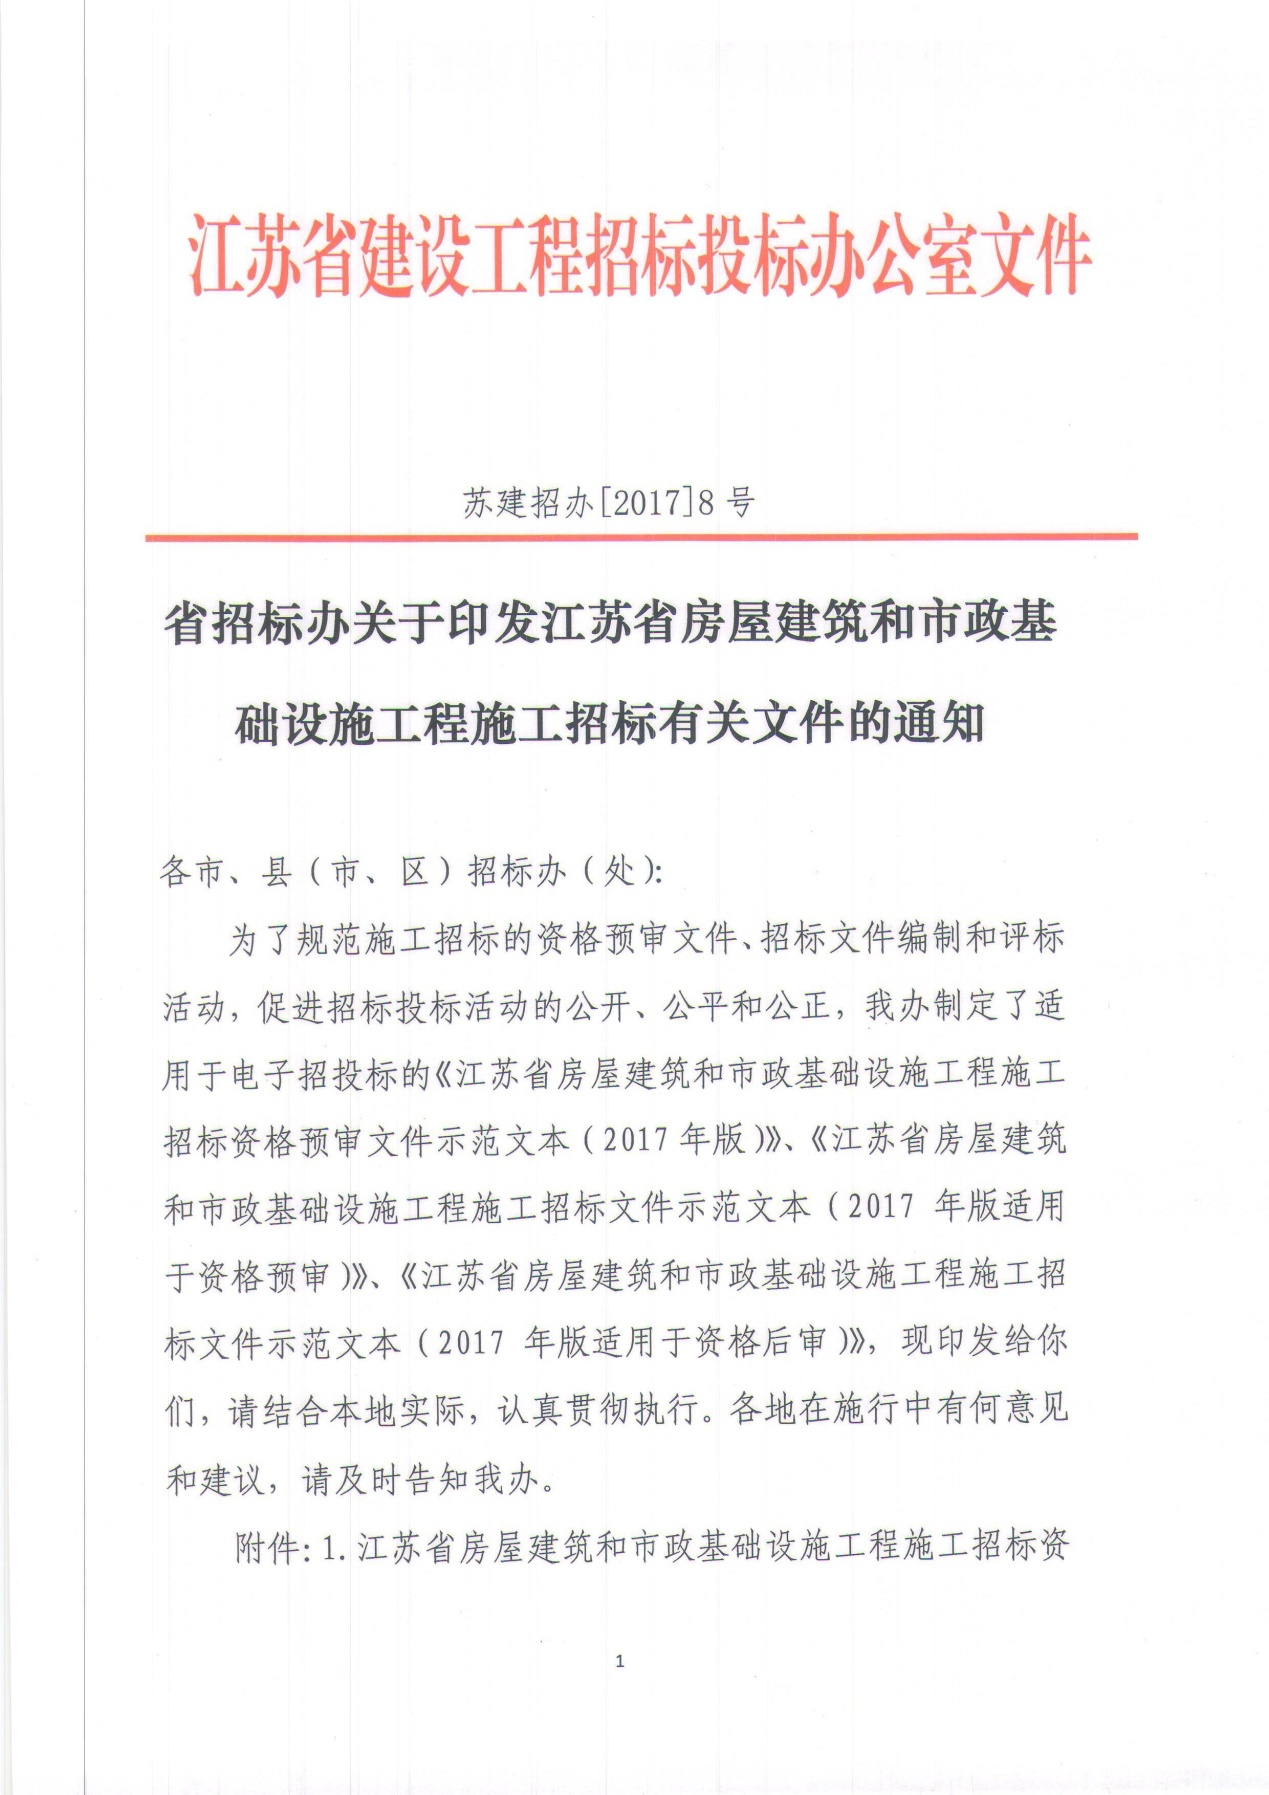 江苏省建设工程招标投标办公室文件
苏建招办[2017]8 号
省招标办关于印发江苏省房屋建筑和市政基
础设施工程施工招标有关文件的通知
各市、县（市、区）招标办（处）：
为了规范施工招标的资格预审文件、招标文件编制和评标
活动，促进招标投标活动的公开、公平和公正，我办制定了适
用于电子招投标的《江苏省房屋建筑和市政基础设施工程施工
招标资格预审文件示范文本（2017 年版）》、《江苏省房屋建筑
和市政基础设施工程施工招标文件示范文本（2017 年版适用
于资格预审）》、《江苏省房屋建筑和市政基础设施工程施工招
标文件示范文本（2017 年版适用于资格后审）》，现印发给你
们，请结合本地实际，认真贯彻执行。各地在施行中有何意见
和建议，请及时告知我办。
附件：1.江苏省房屋建筑和市政基础设施工程施工招标资
1